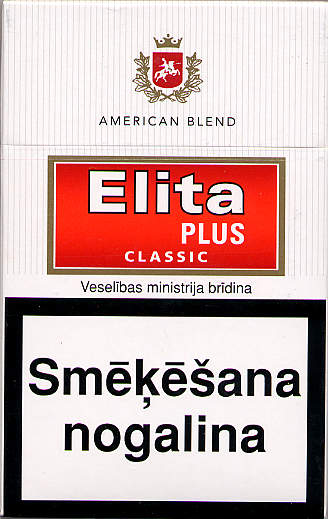 AMERICAN BLEND
Elita
PLUS
CLASSIC
Veselības ministrija brīdina
Smēķēšana
nogalina